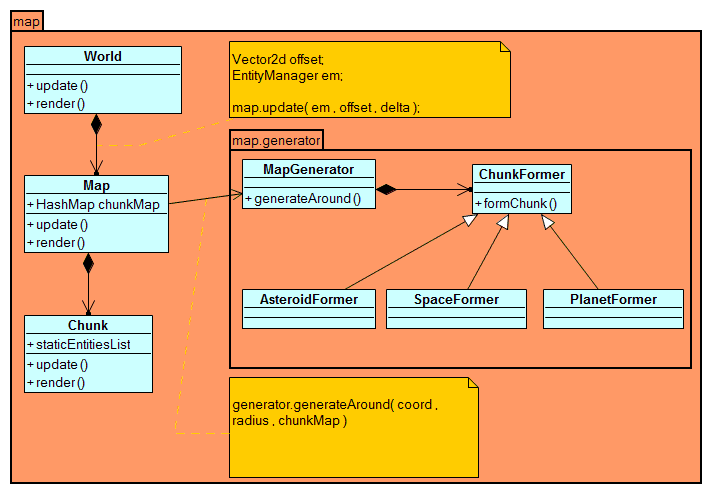 map
World
+ update()
+ render()
Vector2d offset;
EntityManager em;
map.update( em , offset , delta );
map.generator
Map
+ HashMap chunkMap
+ update()
+ render()
MapGenerator
+ generateAround()
ChunkFormer
+ formChunk()
AsteroidFormer
SpaceFormer
PlanetFormer
Chunk
+ staticEntitiesList
+ update()
+ render()
generator.generateAround( coord ,
radius , chunkMap )